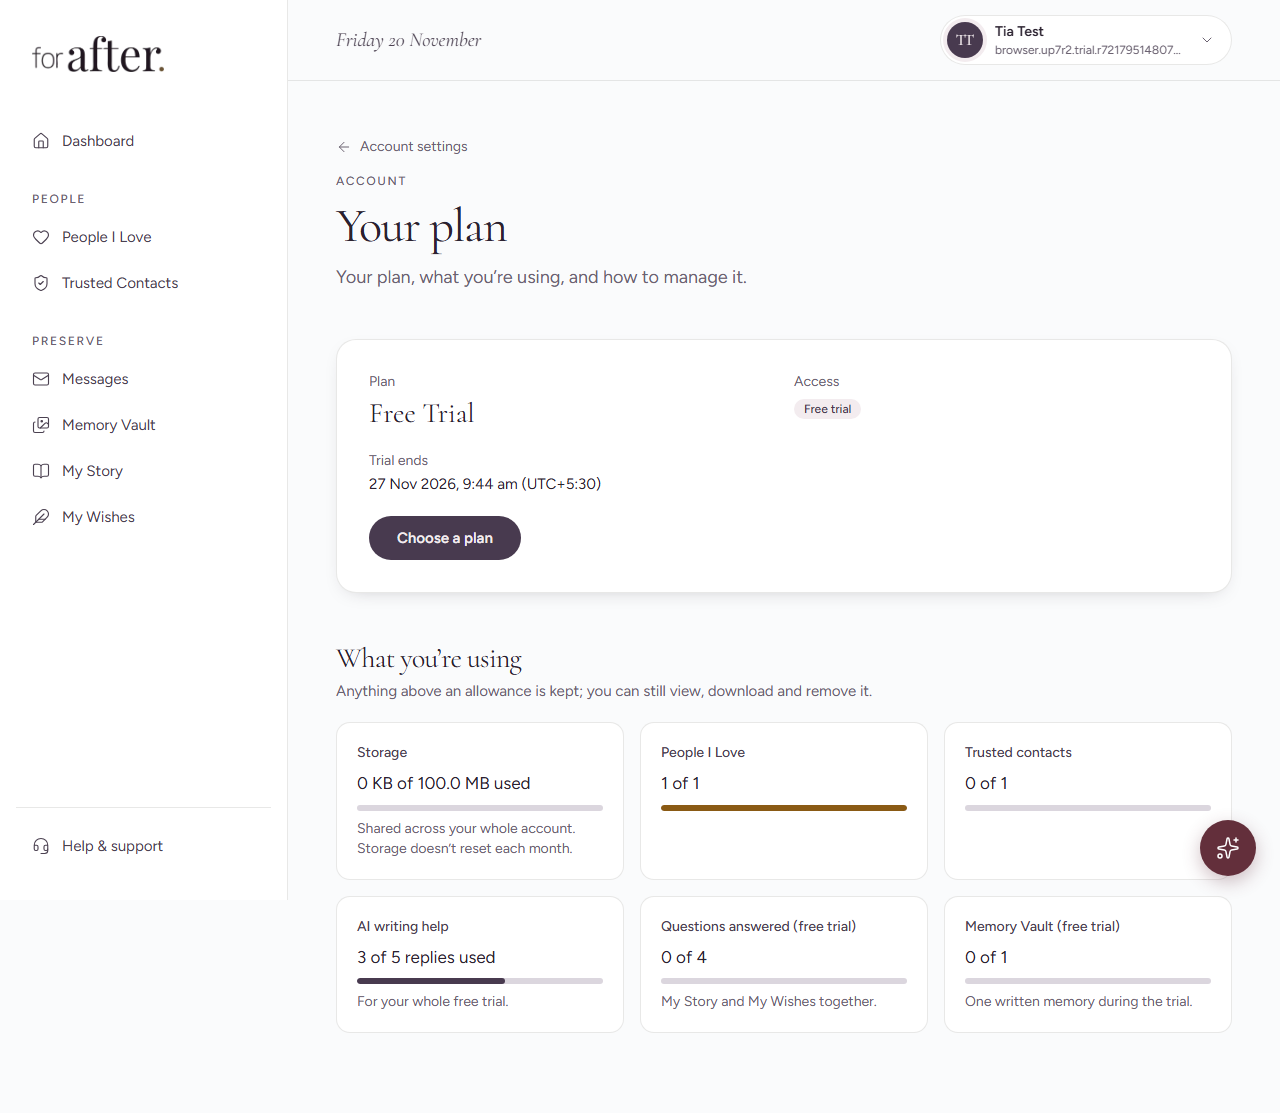 for after.
Friday 20 November
TT
Tia Test
browser.up7r2.trial.r72179514807...
Dashboard
PEOPLE
People I Love
Trusted Contacts
PRESERVE
Messages
Memory Vault
My Story
My Wishes
Help & support
Account settings
ACCOUNT
Your plan
Your plan, what you’re using, and how to manage it.
Plan
Free Trial
Access
Free trial
Trial ends
27 Nov 2026, 9:44 am (UTC+5:30)
Choose a plan
What you’re using
Anything above an allowance is kept; you can still view, download and remove it.
Storage
0 KB of 100.0 MB used
Shared across your whole account.
Storage doesn’t reset each month.
People I Love
1 of 1
Trusted contacts
0 of 1
AI writing help
3 of 5 replies used
For your whole free trial.
Questions answered (free trial)
0 of 4
My Story and My Wishes together.
Memory Vault (free trial)
0 of 1
One written memory during the trial.